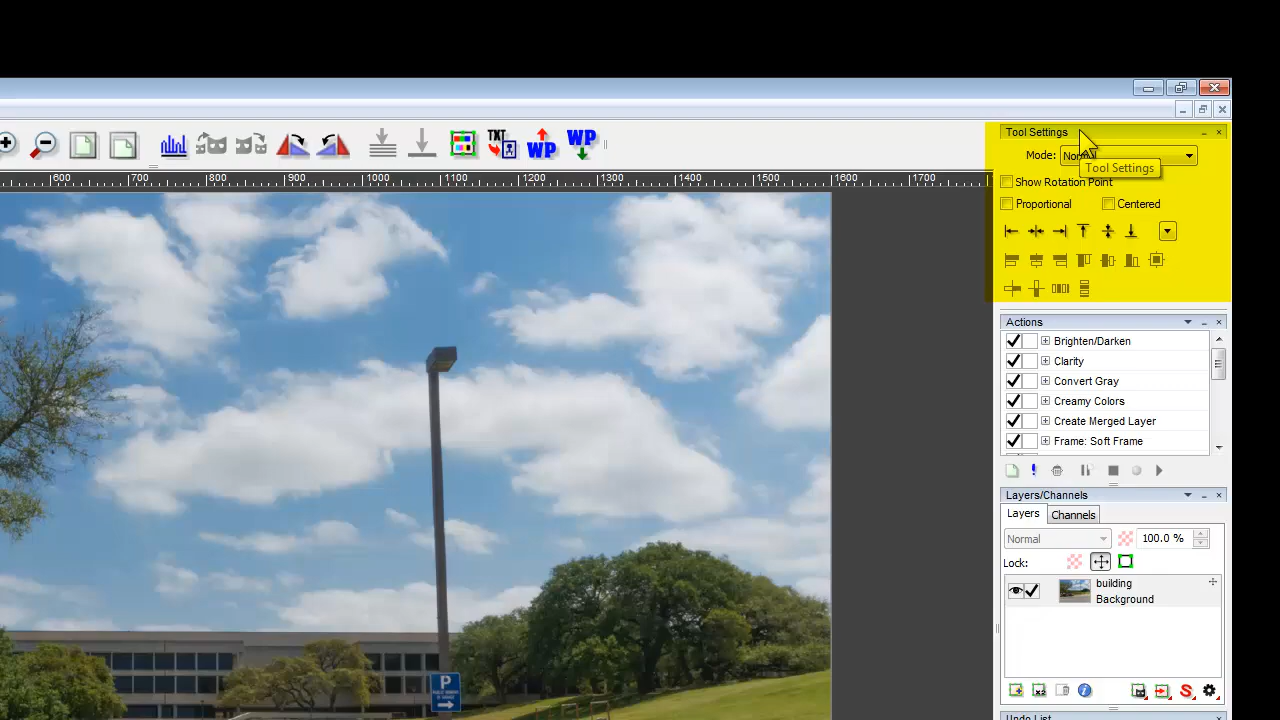 TXT
WP
WP
600 700 800 900 1000 1100 1200 1300 1400 1500 1600 1700
Tool Settings
Mode:
Tool Settings
Show Rotation Point
Proportional Centered
Actions
Brighten/Darken
Clarity
Convert Gray
Creamy Colors
Create Merged Layer
Frame: Soft Frame
Layers/Channels
Layers Channels
Normal 100.0 %
Lock:
building
Background
Undo List
P